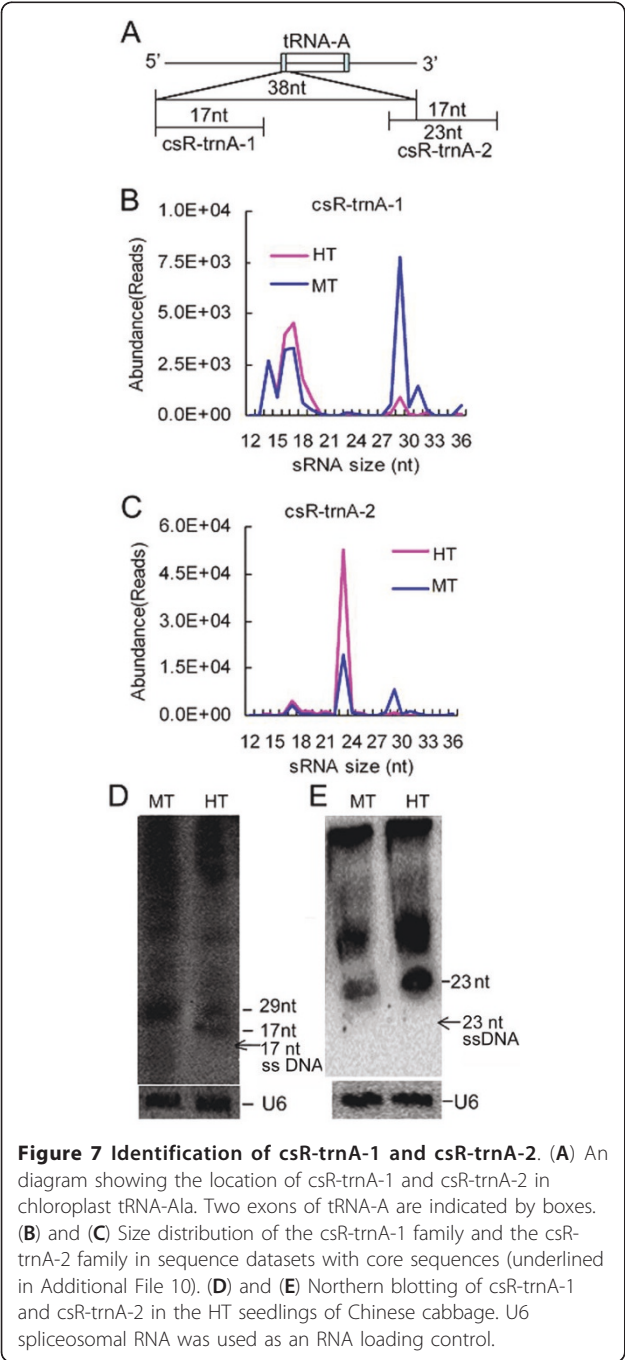 A
tRNA-A
5’
3’
38nt
17nt
17nt
23nt
csR-trnA-1
csR-trnA-2
B
csR-trnA-1
1.0E+04
7.5E+03
5.0E+03
2.5E+03
0.0E+00
Abundance(Reads)
HT
MT
12 15 18 21 24 27 30 33 36
sRNA size (nt)
C
csR-trnA-2
6.0E+04
4.5E+04
3.0E+04
1.5E+04
0.0E+00
Abundance(Reads)
HT
MT
12 15 18 21 24 27 30 33 36
sRNA size (nt)
D
MT HT
29nt
17nt
17 nt
ss DNA
U6
E
MT HT
23nt
23 nt
ssDNA
U6
Figure 7 Identification of csR-trnA-1 and csR-trnA-2. (A) An
diagram showing the location of csR-trnA-1 and csR-trnA-2 in
chloroplast tRNA-Ala. Two exons of tRNA-A are indicated by boxes.
(B) and (C) Size distribution of the csR-trnA-1 family and the csR-
trnA-2 family in sequence datasets with core sequences (underlined
in Additional File 10). (D) and (E) Northern blotting of csR-trnA-1
and csR-trnA-2 in the HT seedlings of Chinese cabbage. U6
spliceosomal RNA was used as an RNA loading control.